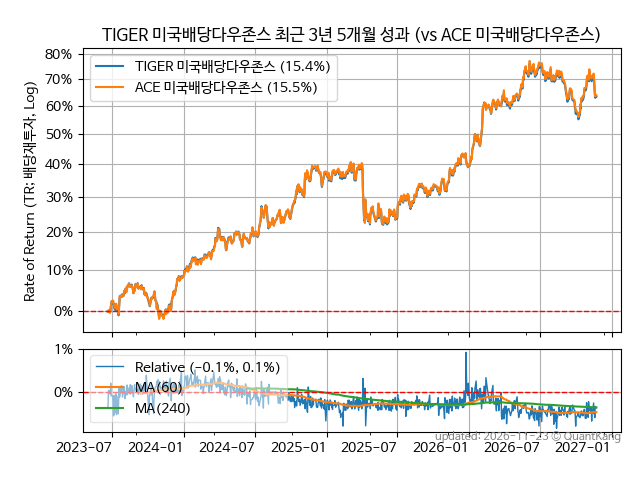 TIGER 미국배당다우존스 최근 3년 5개월 성과 (vs ACE 미국배당다우존스)
Rate of Return (TR: 배당재투자, Log)
80%
70%
60%
50%
40%
30%
20%
10%
0%
TIGER 미국배당다우존스 (15.4%)
ACE 미국배당다우존스 (15.5%)
1%
0%
Relative (−0.1%, 0.1%)
MA(60)
MA(240)
updated: 2026-11-23 © QuantKang
2023-07 2024-01 2024-07 2025-01 2025-07 2026-01 2026-07 2027-01